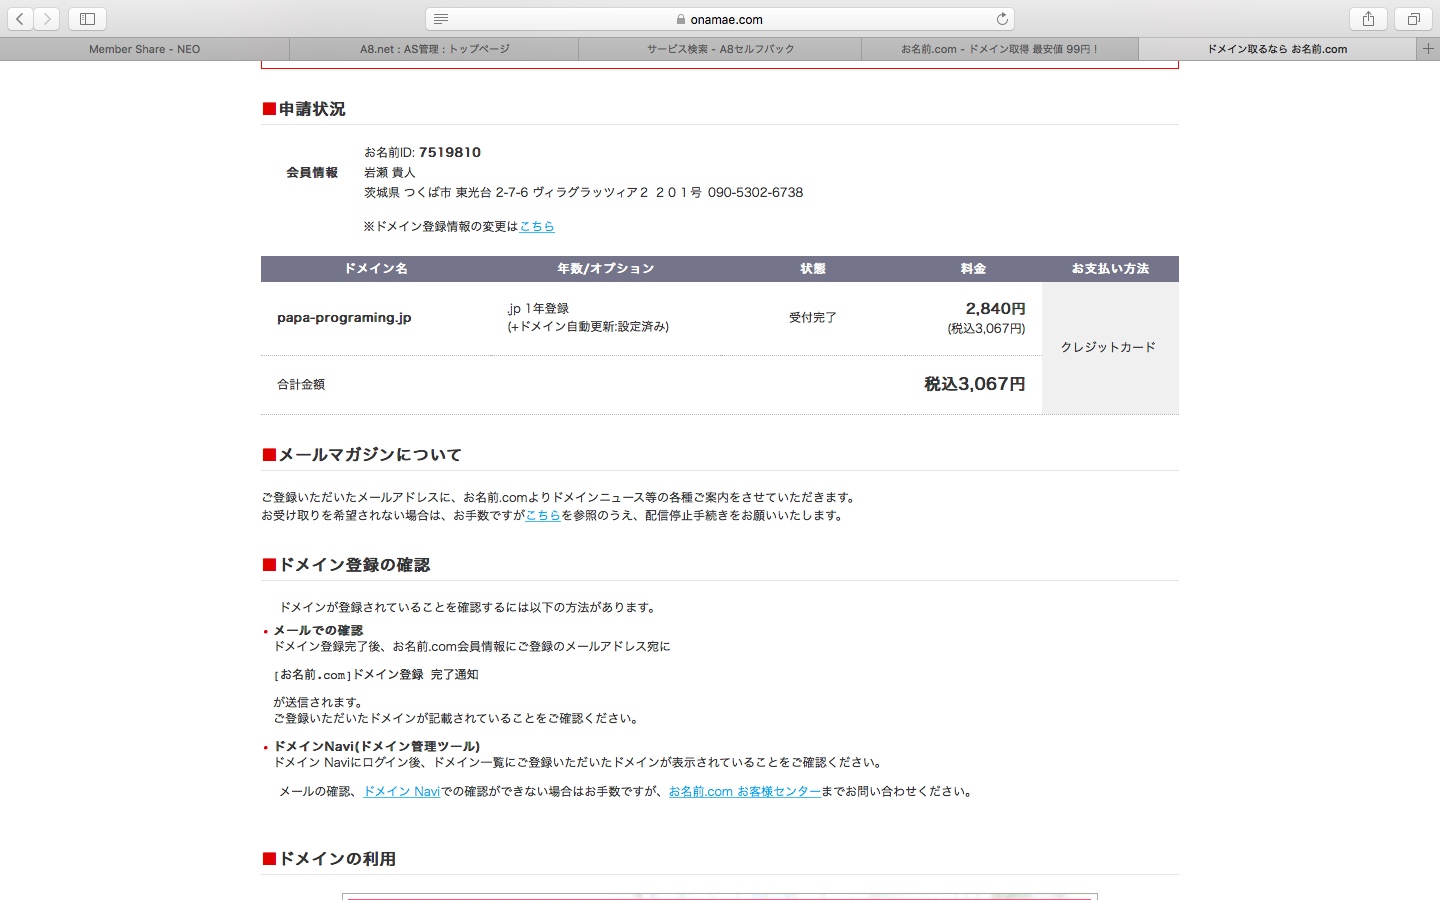 onamae.com
Member Share - NEO
A8.net : AS管理 : トップページ
サービス検索 - A8セルフバック
お名前.com - ドメイン取得 最安値 99円！
ドメイン取るなら お名前.com
■申請状況
会員情報
お名前ID: 7519810
岩瀬 貴人
茨城県 つくば市 東光台 2-7-6 ヴィラグラッツィア２ ２０１号 090-5302-6738
※ドメイン登録情報の変更はこちら
ドメイン名 年数/オプション 状態 料金 お支払い方法
papa-programing.jp
.jp 1年登録
(+ドメイン自動更新:設定済み)
受付完了
2,840円
(税込3,067円)
クレジットカード
合計金額 税込3,067円
■メールマガジンについて
ご登録いただいたメールアドレスに、お名前.comよりドメインニュース等の各種ご案内をさせていただきます。
お受け取りを希望されない場合は、お手数ですがこちらを参照のうえ、配信停止手続きをお願いいたします。
■ドメイン登録の確認
ドメインが登録されていることを確認するには以下の方法があります。
• メールでの確認
ドメイン登録完了後、お名前.com会員情報にご登録のメールアドレス宛に
[お名前.com]ドメイン登録 完了通知
が送信されます。
ご登録いただいたドメインが記載されていることをご確認ください。
• ドメインNavi(ドメイン管理ツール)
ドメイン Naviにログイン後、ドメイン一覧にご登録いただいたドメインが表示されていることをご確認ください。
メールの確認、ドメイン Naviでの確認ができない場合はお手数ですが、お名前.com お客様センターまでお問い合わせください。
■ドメインの利用